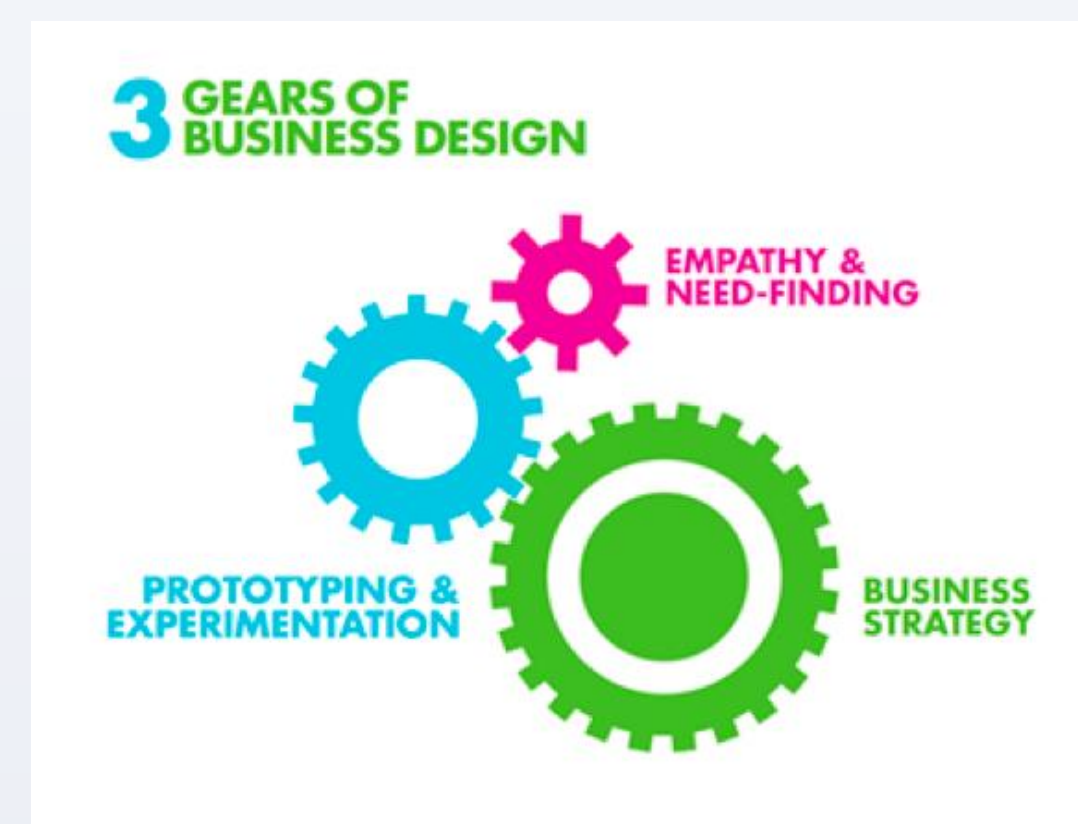 3 GEARS OF
BUSINESS DESIGN
EMPATHY &
NEED-FINDING
PROTOTYPING &
EXPERIMENTATION
BUSINESS
STRATEGY